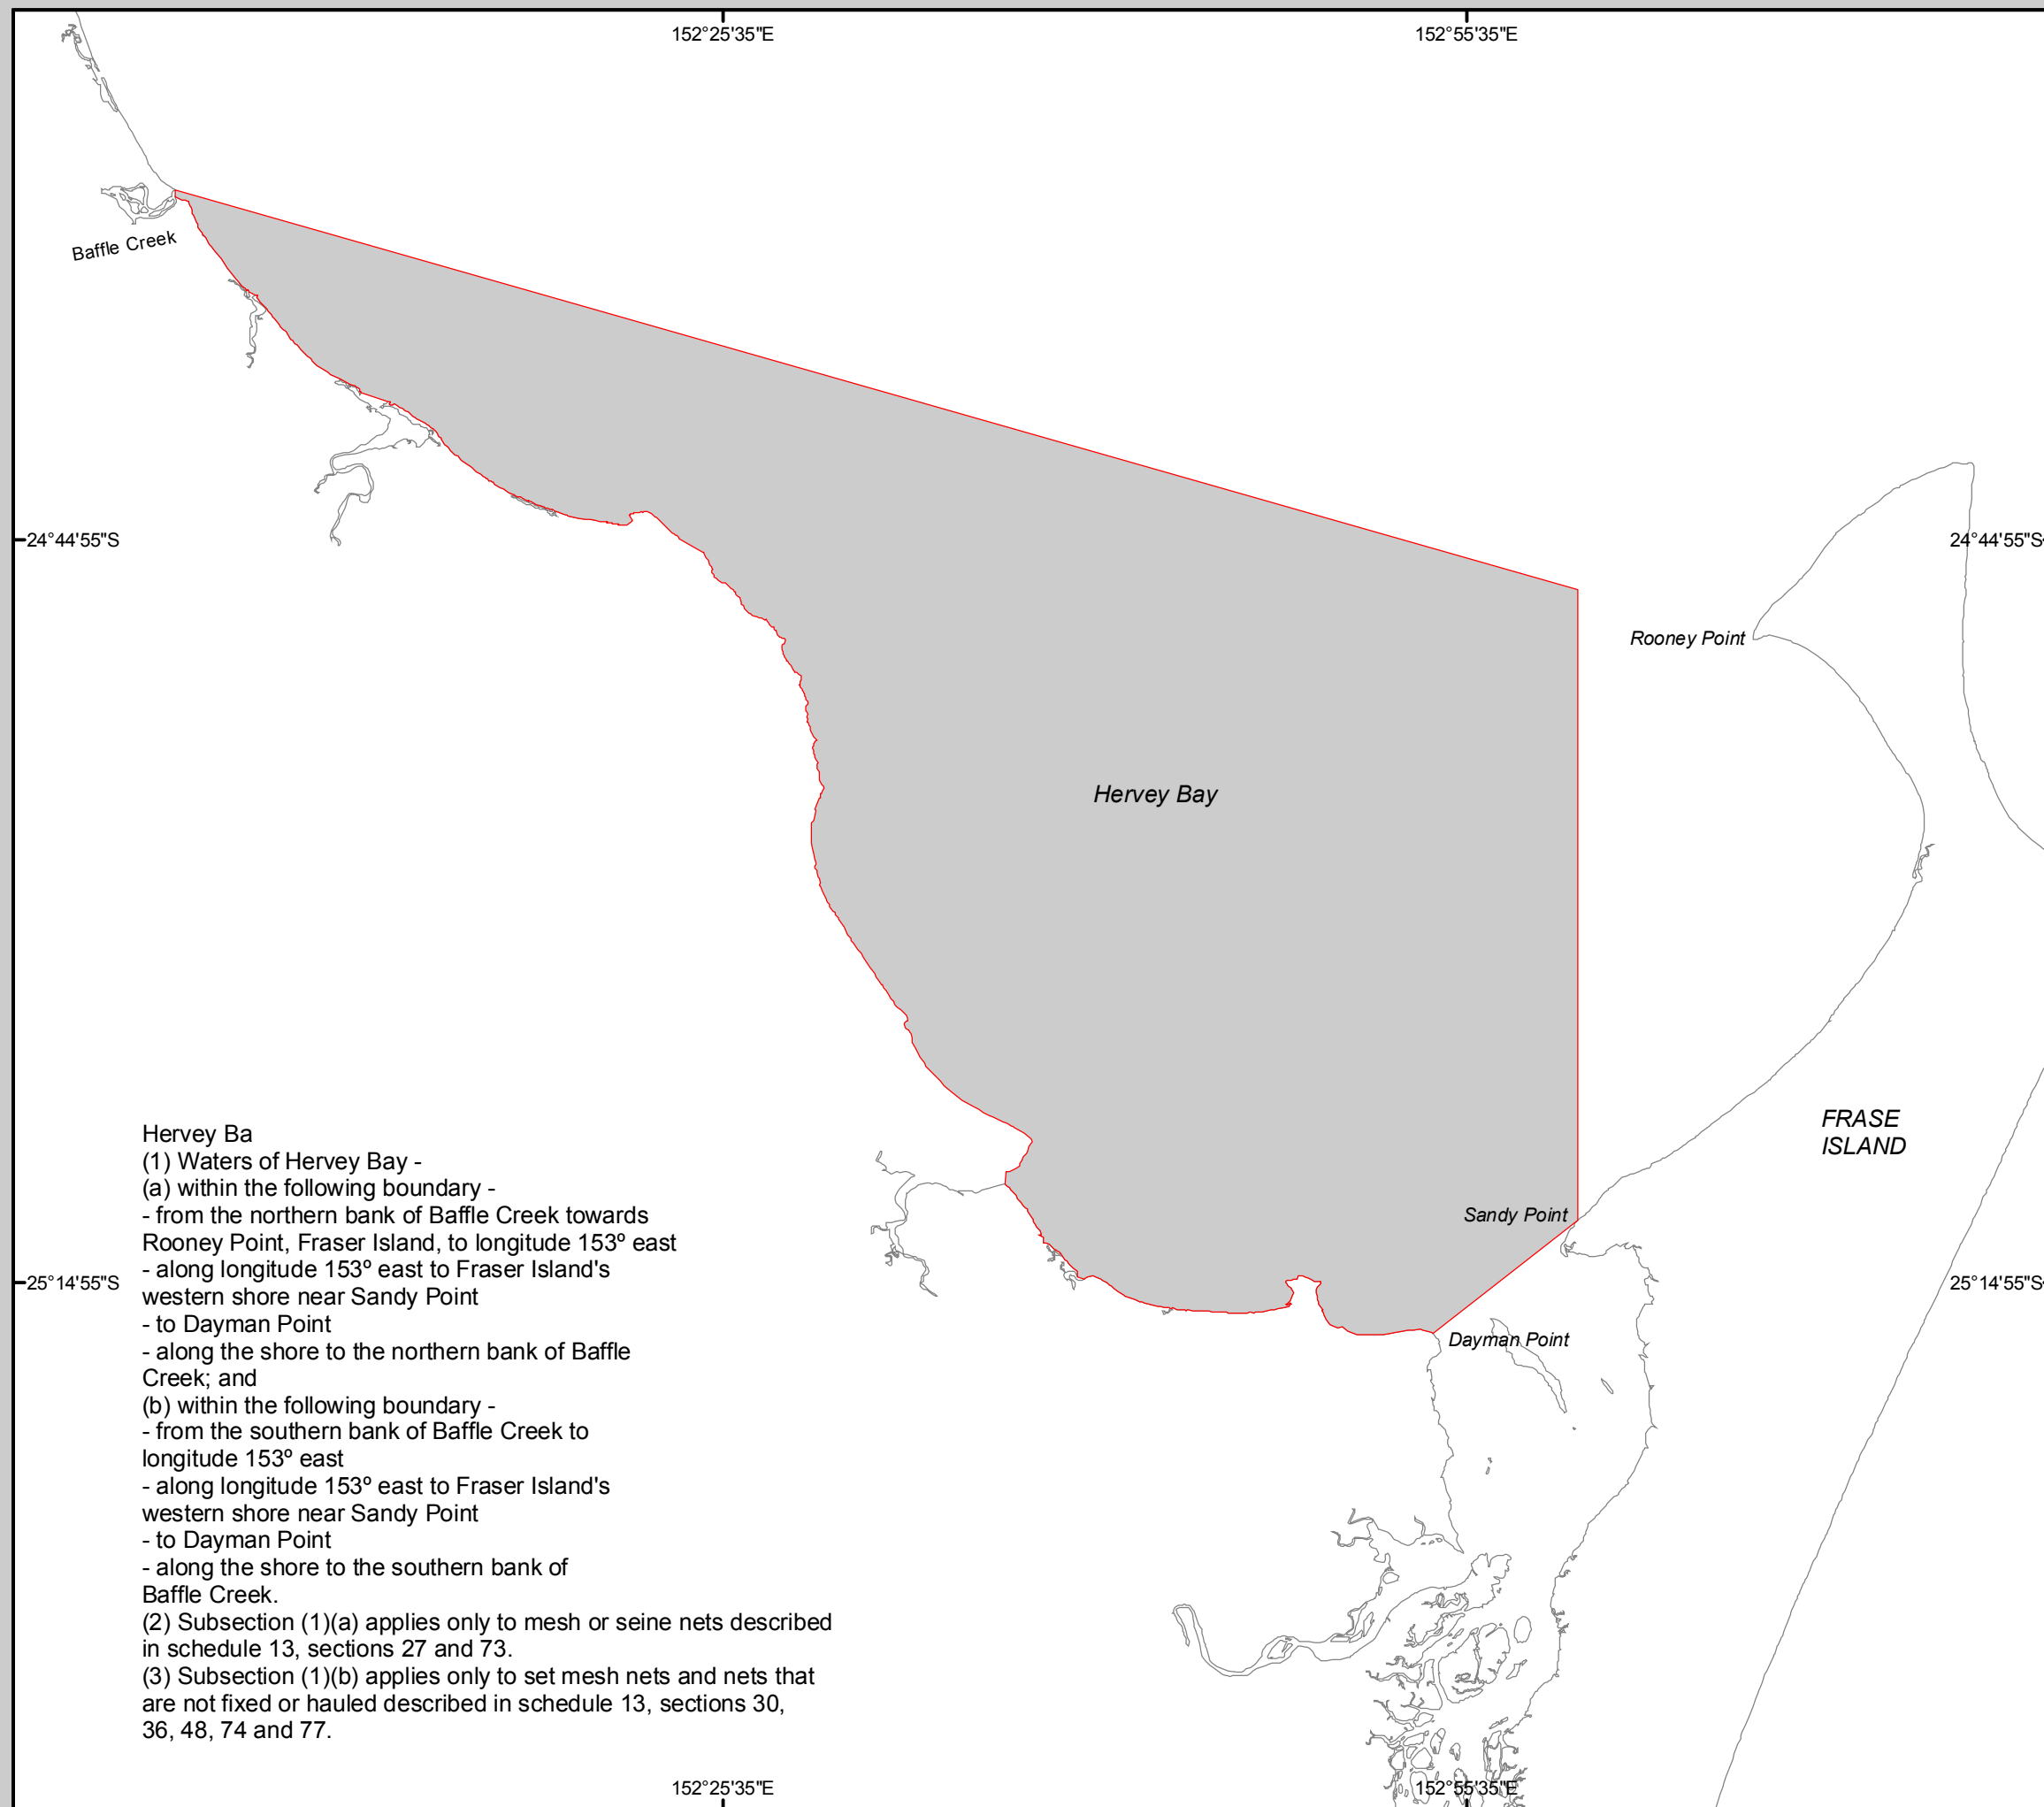 152°25'35"E 152°55'35"E
Baffle Creek
24°44'55"S 24°44'55"S
Rooney Point
Hervey Bay
FRASE
ISLAND
Hervey Ba
(1) Waters of Hervey Bay -
(a) within the following boundary -
- from the northern bank of Baffle Creek towards
Rooney Point, Fraser Island, to longitude 153º east
- along longitude 153º east to Fraser Island's
western shore near Sandy Point
- to Dayman Point
- along the shore to the northern bank of Baffle
Creek; and
(b) within the following boundary -
- from the southern bank of Baffle Creek to
longitude 153º east
- along longitude 153º east to Fraser Island's
western shore near Sandy Point
- to Dayman Point
- along the shore to the southern bank of
Baffle Creek.
(2) Subsection (1)(a) applies only to mesh or seine nets described
in schedule 13, sections 27 and 73.
(3) Subsection (1)(b) applies only to set mesh nets and nets that
are not fixed or hauled described in schedule 13, sections 30,
36, 48, 74 and 77.
Sandy Point
25°14'55"S 25°14'55"S
Dayman Point
152°25'35"E 152°55'35"E